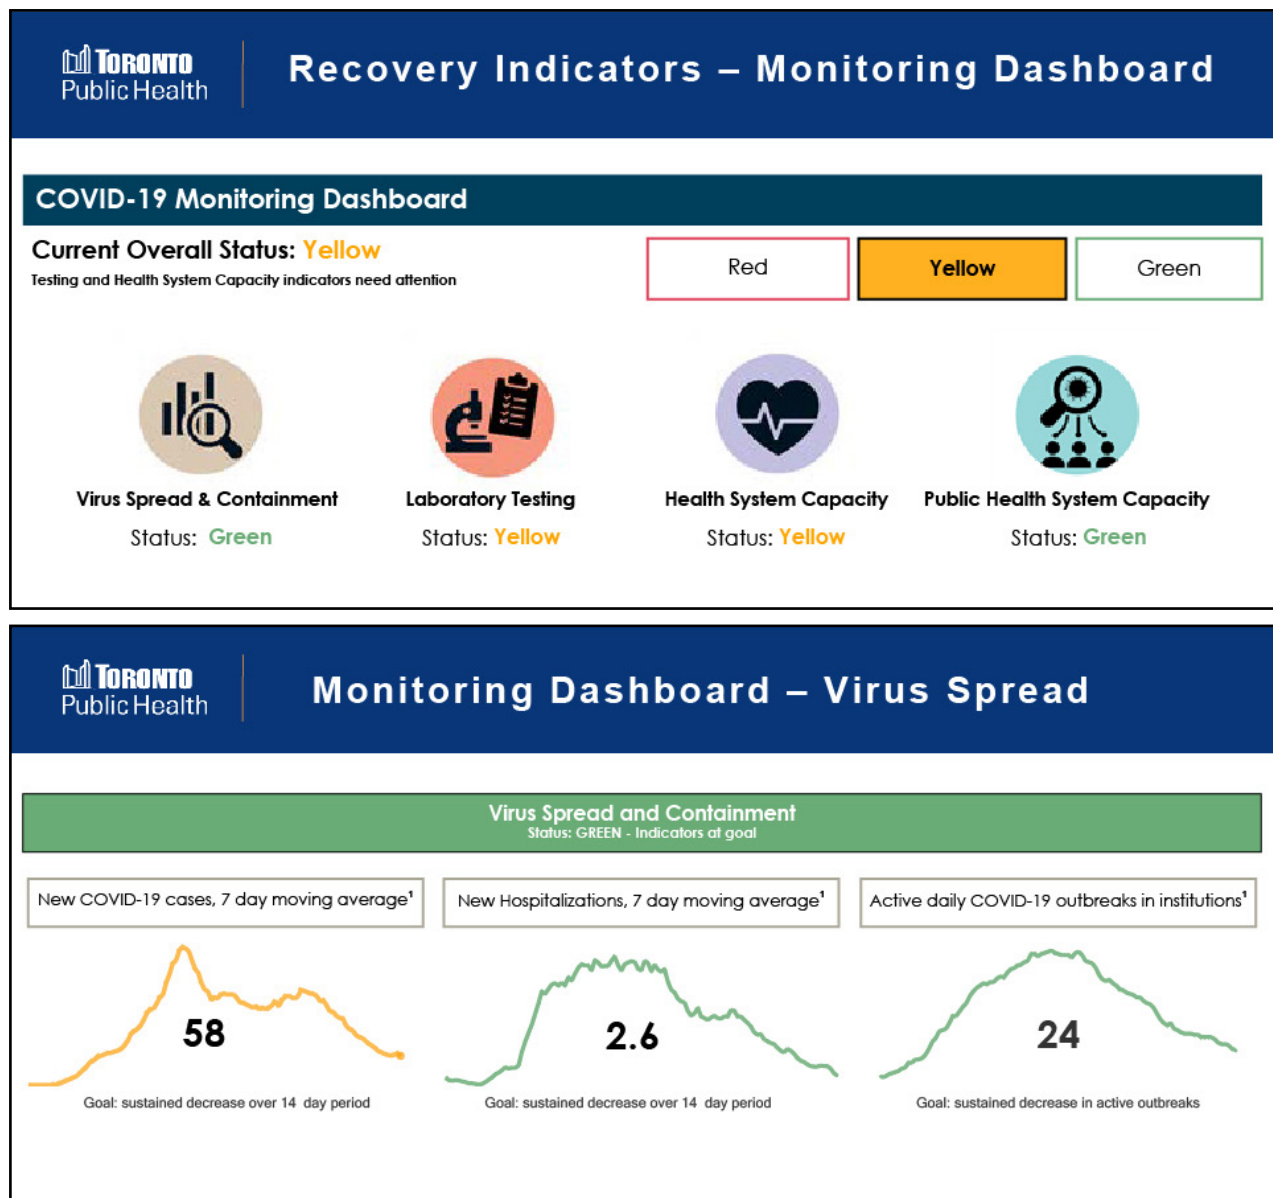 TORONTO
Public Health
Recovery Indicators – Monitoring Dashboard
COVID-19 Monitoring Dashboard
Current Overall Status: Yellow
Testing and Health System Capacity indicators need attention
Red
Yellow
Green
Virus Spread & Containment
Status: Green
Laboratory Testing
Status: Yellow
Health System Capacity
Status: Yellow
Public Health System Capacity
Status: Green
TORONTO
Public Health
Monitoring Dashboard – Virus Spread
Virus Spread and Containment
Status: GREEN - Indicators at goal
New COVID-19 cases, 7 day moving average¹
58
Goal: sustained decrease over 14 day period
New Hospitalizations, 7 day moving average¹
2.6
Goal: sustained decrease over 14 day period
Active daily COVID-19 outbreaks in institutions¹
24
Goal: sustained decrease in active outbreaks